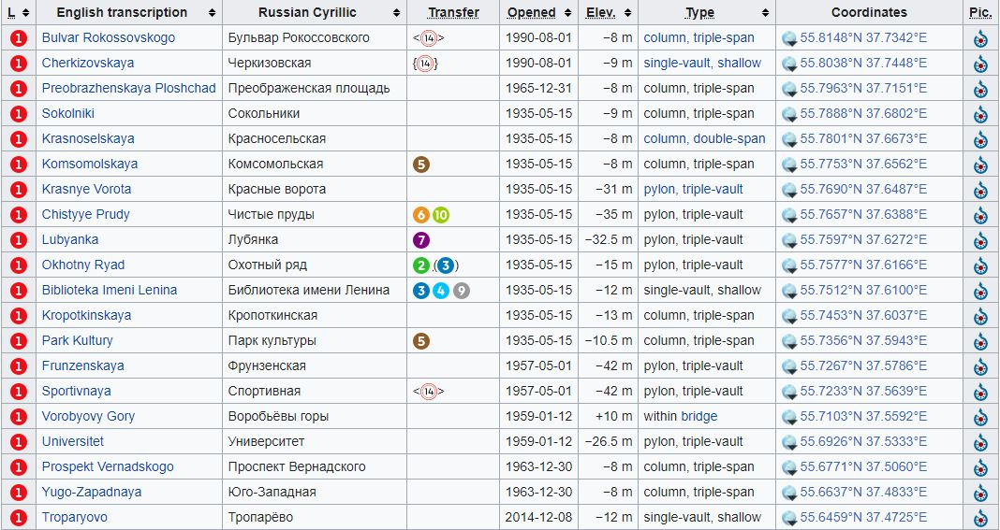 L English transcription Russian Cyrillic Transfer Opened Elev. Type Coordinates Pic.
1 Bulvar Rokossovskogo Бульвар Рокоссовского <14> 1990-08-01 −8 m column, triple-span 55.8148°N 37.7342°E
1 Cherkizovskaya Черкизовская {14} 1990-08-01 −9 m single-vault, shallow 55.8038°N 37.7448°E
1 Preobrazhenskaya Ploshchad Преображенская площадь 1965-12-31 −8 m column, triple-span 55.7963°N 37.7151°E
1 Sokolniki Сокольники 1935-05-15 −9 m column, triple-span 55.7888°N 37.6802°E
1 Krasnoselskaya Красносельская 1935-05-15 −8 m column, double-span 55.7801°N 37.6673°E
1 Komsomolskaya Комсомольская 5 1935-05-15 −8 m column, triple-span 55.7753°N 37.6562°E
1 Krasnye Vorota Красные ворота 1935-05-15 −31 m pylon, triple-vault 55.7690°N 37.6487°E
1 Chistyye Prudy Чистые пруды 6 10 1935-05-15 −35 m pylon, triple-vault 55.7657°N 37.6388°E
1 Lubyanka Лубянка 7 1935-05-15 −32.5 m pylon, triple-vault 55.7597°N 37.6272°E
1 Okhotny Ryad Охотный ряд 2 (3) 1935-05-15 −15 m pylon, triple-vault 55.7577°N 37.6166°E
1 Biblioteka Imeni Lenina Библиотека имени Ленина 3 4 9 1935-05-15 −12 m single-vault, shallow 55.7512°N 37.6100°E
1 Kropotkinskaya Кропоткинская 1935-05-15 −13 m column, triple-span 55.7453°N 37.6037°E
1 Park Kultury Парк культуры 5 1935-05-15 −10.5 m column, triple-span 55.7356°N 37.5943°E
1 Frunzenskaya Фрунзенская 1957-05-01 −42 m pylon, triple-vault 55.7267°N 37.5786°E
1 Sportivnaya Спортивная <14> 1957-05-01 −42 m pylon, triple-vault 55.7233°N 37.5639°E
1 Vorobyovy Gory Воробьёвы горы 1959-01-12 +10 m within bridge 55.7103°N 37.5592°E
1 Universitet Университет 1959-01-12 −26.5 m pylon, triple-vault 55.6926°N 37.5333°E
1 Prospekt Vernadskogo Проспект Вернадского 1963-12-30 −8 m column, triple-span 55.6771°N 37.5060°E
1 Yugo-Zapadnaya Юго-Западная 1963-12-30 −8 m column, triple-span 55.6637°N 37.4833°E
1 Troparyovo Тропарёво 2014-12-08 −12 m single-vault, shallow 55.6459°N 37.4725°E